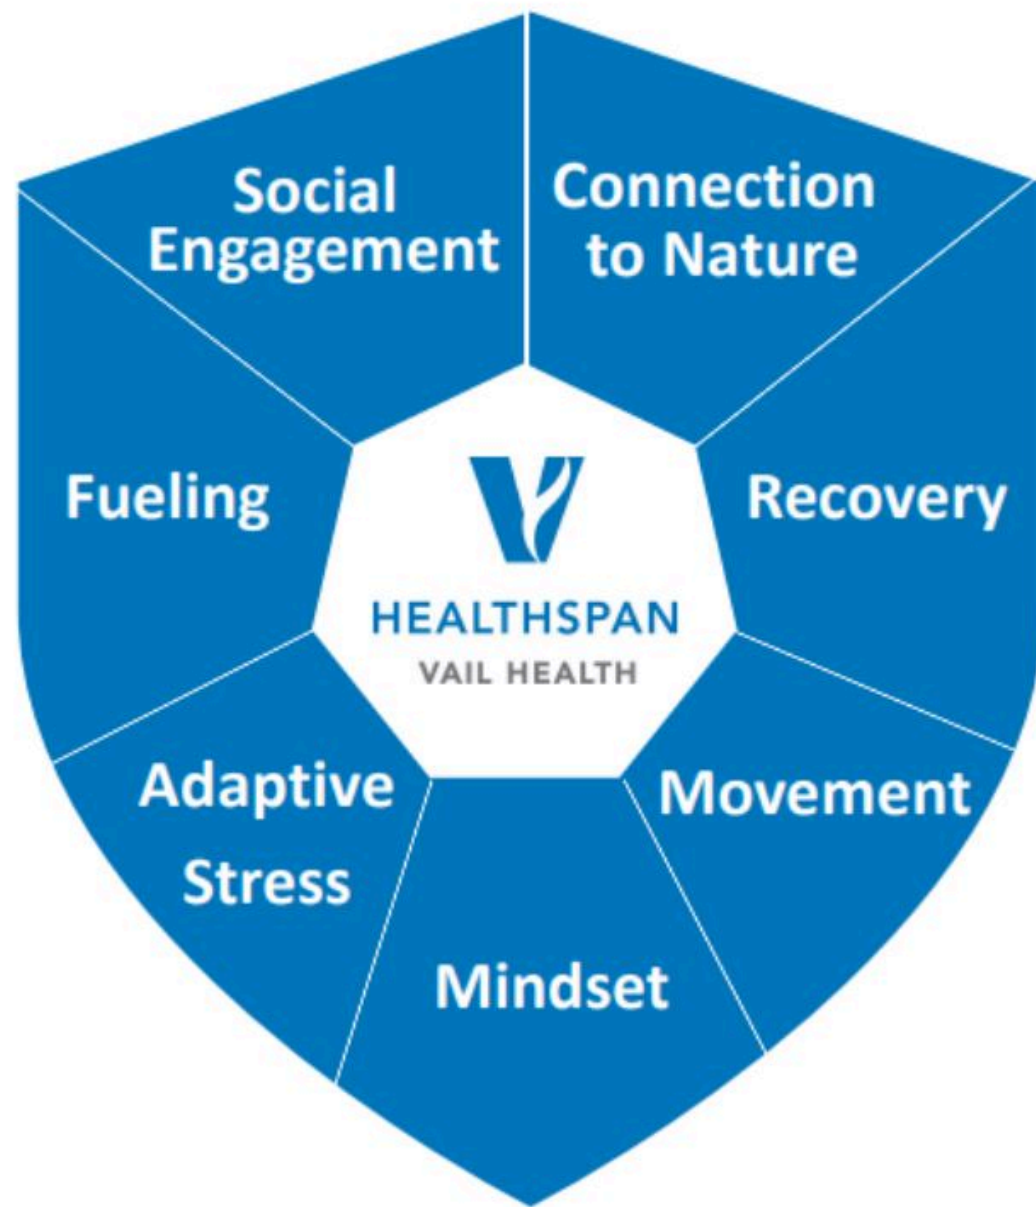 Social
Engagement
Connection
to Nature
Fueling
Recovery
HEALTHSPAN
VAIL HEALTH
Adaptive
Stress
Movement
Mindset